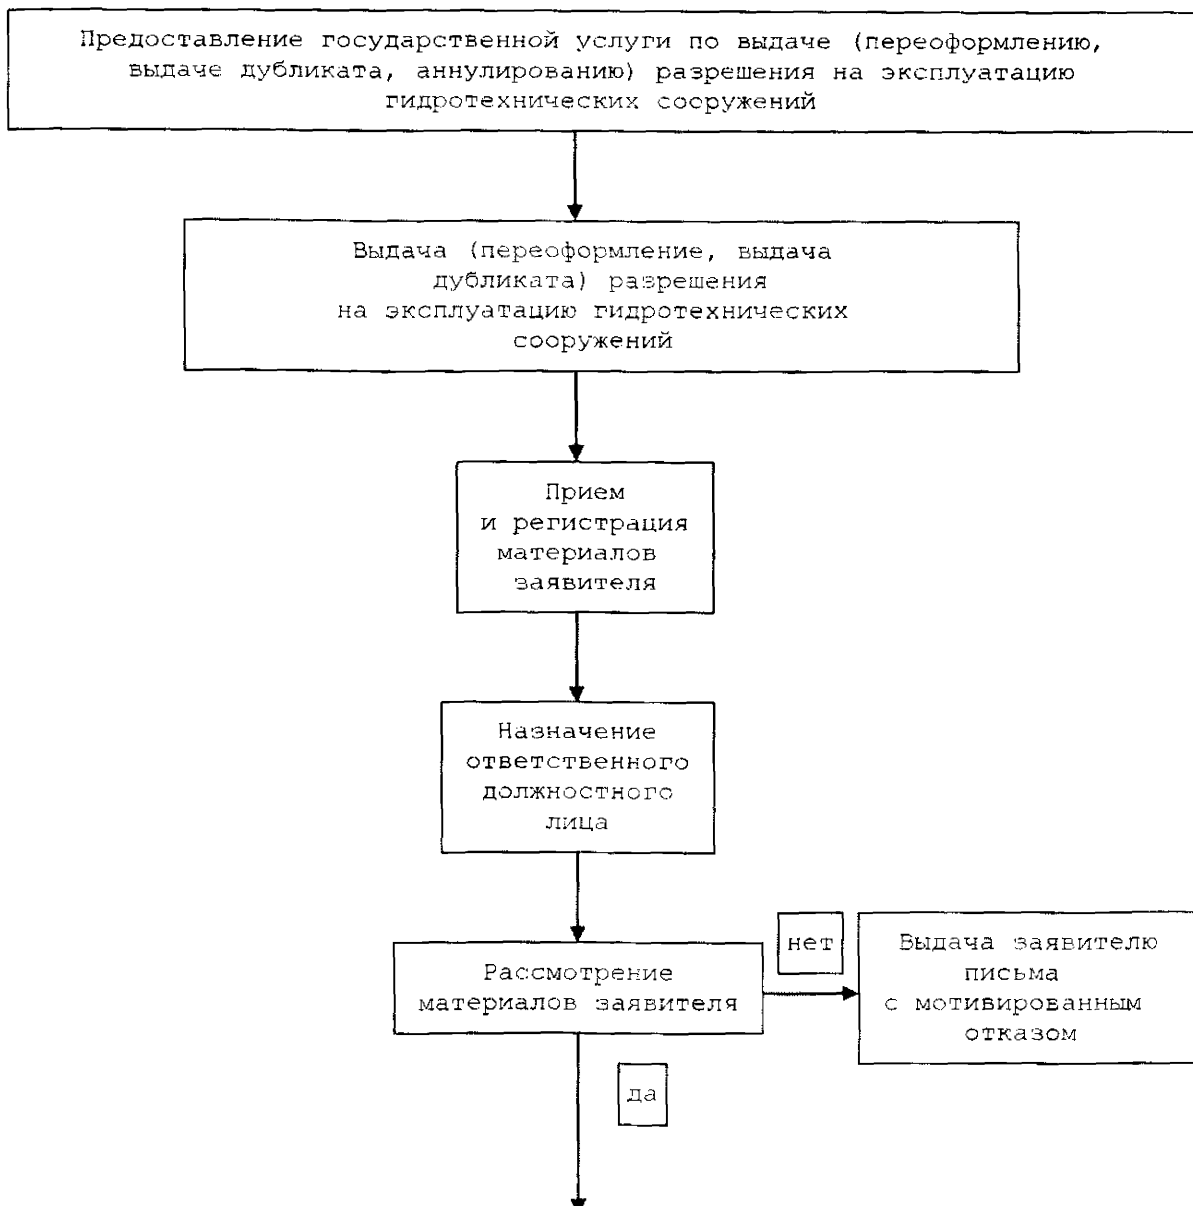 Предоставление государственной услуги по выдаче (переоформлению,
выдаче дубликата, аннулированию) разрешения на эксплуатацию
гидротехнических сооружений
Выдача (переоформление, выдача
дубликата) разрешения
на эксплуатацию гидротехнических
сооружений
Прием
и регистрация
материалов
заявителя
Назначение
ответственного
должностного
лица
Рассмотрение
материалов заявителя
нет
Выдача заявителю
письма
с мотивированным
отказом
да